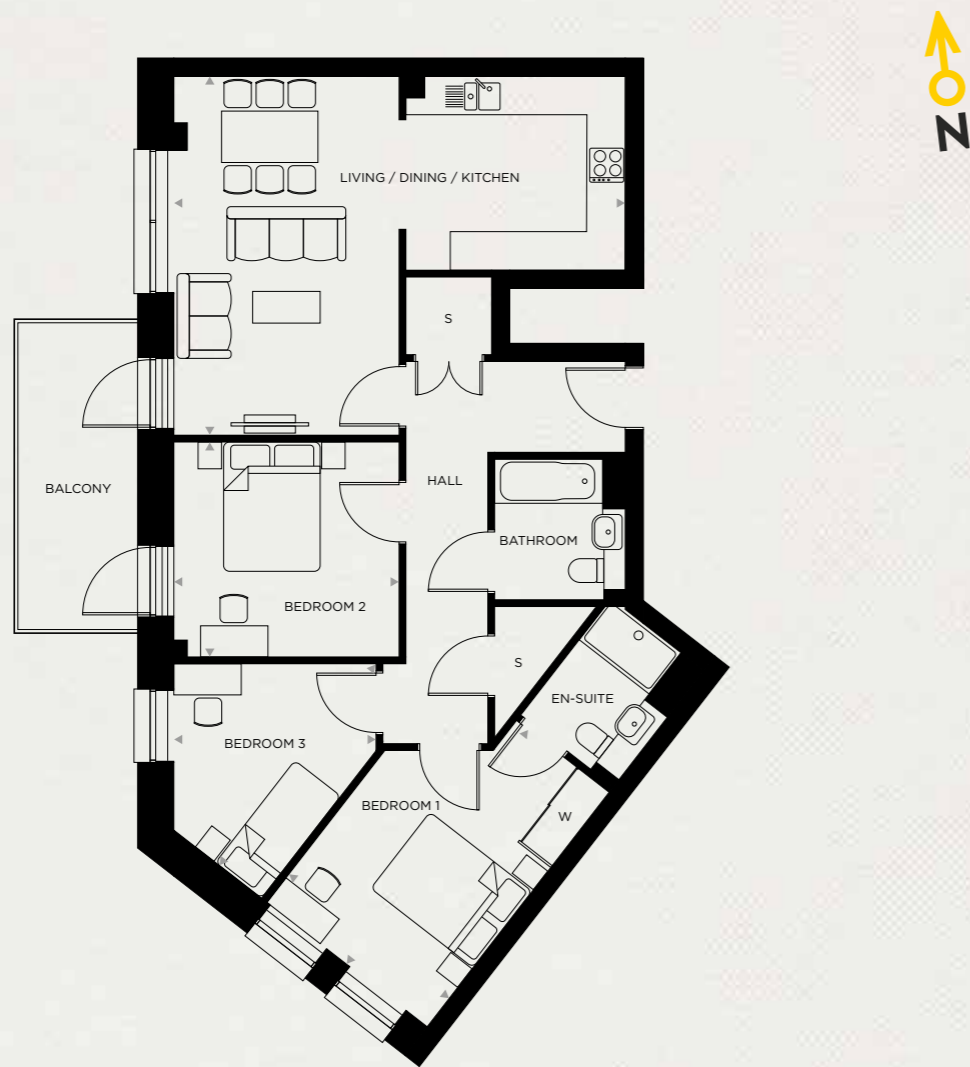 N
LIVING / DINING / KITCHEN
S
BALCONY
HALL
BATHROOM
BEDROOM 2
S
EN-SUITE
BEDROOM 3
BEDROOM 1
W